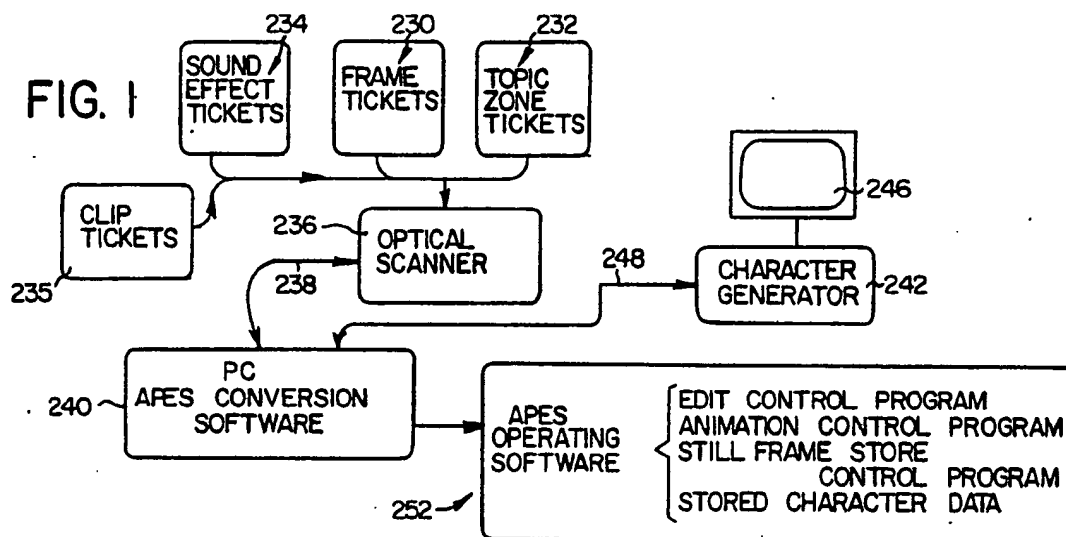 FIG. 1
234
SOUND
EFFECT
TICKETS
230
FRAME
TICKETS
232
TOPIC
ZONE
TICKETS
CLIP
TICKETS
235
236
OPTICAL
SCANNER
238
246
248
CHARACTER
GENERATOR
242
240
PC
APES CONVERSION
SOFTWARE
APES
OPERATING
SOFTWARE
252
EDIT CONTROL PROGRAM
ANIMATION CONTROL PROGRAM
STILL FRAME STORE
CONTROL PROGRAM
STORED CHARACTER DATA